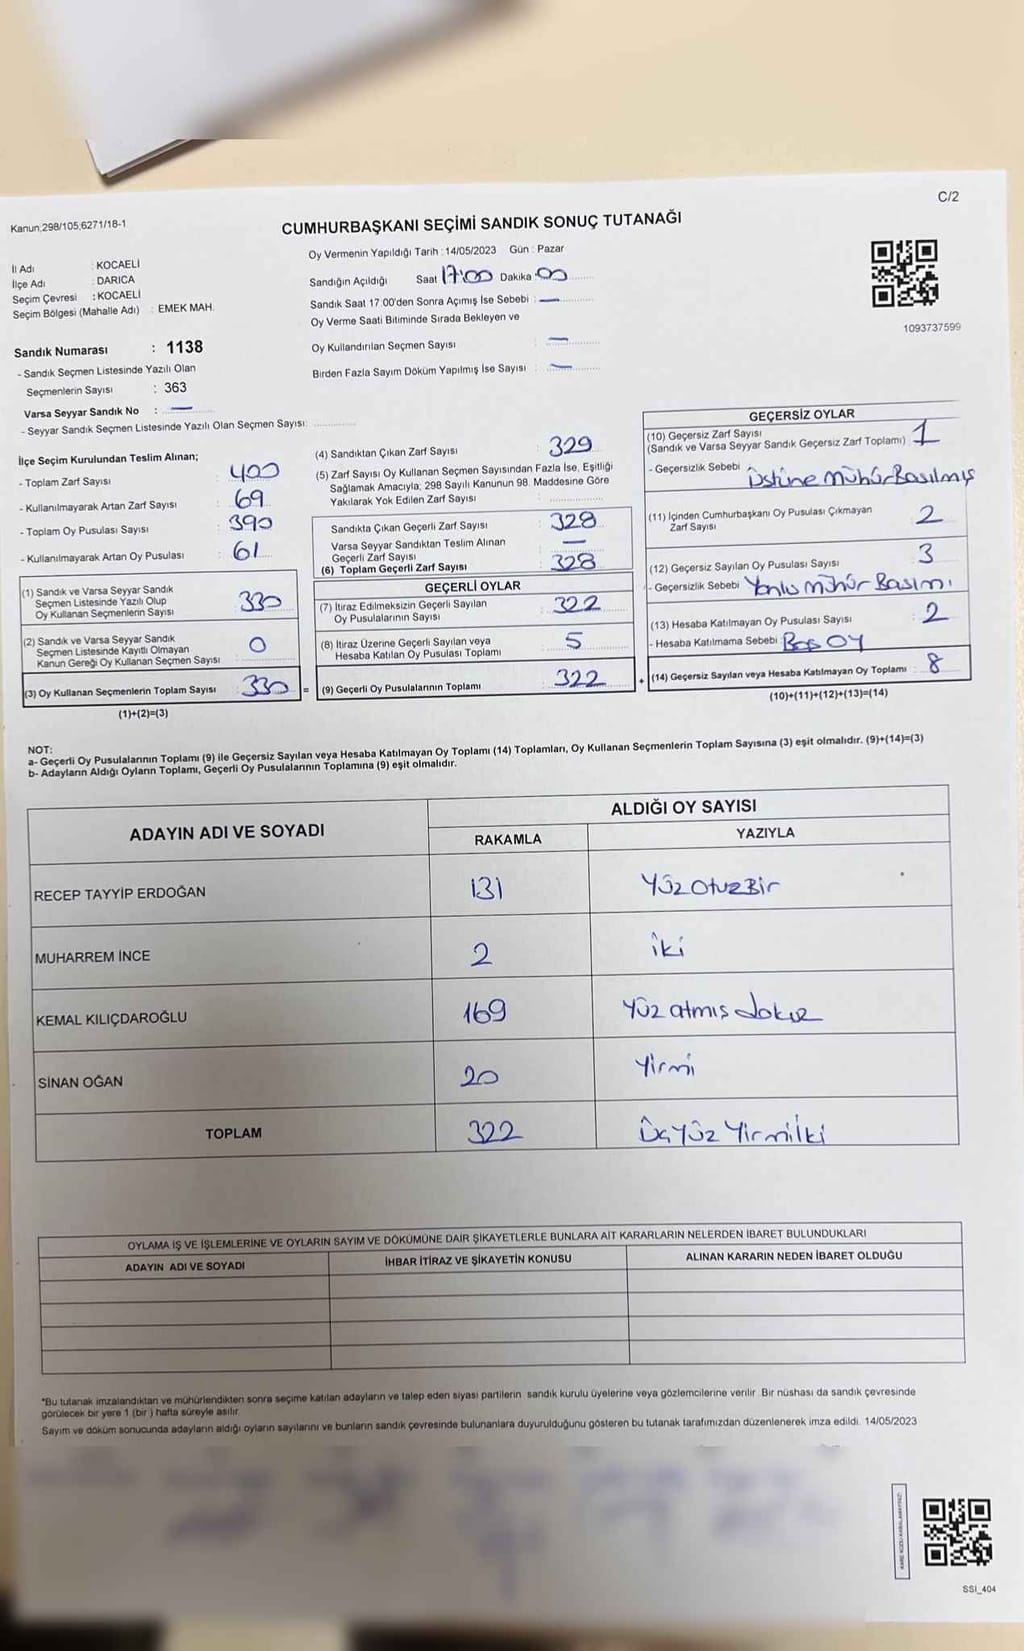 Kanun;298/105,6271/18-1
C/2
CUMHURBAŞKANI SEÇİMİ SANDIK SONUÇ TUTANAĞI
İl Adı : KOCAELİ
İlçe Adı : DARICA
Seçim Çevresi : KOCAELİ
Seçim Bölgesi (Mahalle Adı) : EMEK MAH.
Sandık Numarası : 1138
- Sandık Seçmen Listesinde Yazılı Olan
Seçmenlerin Sayısı : 363
Varsa Seyyar Sandık No : —
- Seyyar Sandık Seçmen Listesinde Yazılı Olan Seçmen Sayısı:
Oy Vermenin Yapıldığı Tarih : 14/05/2023 Gün : Pazar
Sandığın Açıldığı Saat 17:00 Dakika 00
Sandık Saat 17:00'den Sonra Açımış İse Sebebi : —
Oy Verme Saati Bitiminde Sırada Bekleyen ve
Oy Kullandırılan Seçmen Sayısı : —
Birden Fazla Sayım Döküm Yapılmış İse Sayısı : —
1093737599
İlçe Seçim Kurulundan Teslim Alınan;
- Toplam Zarf Sayısı : 400
- Kullanılmayarak Artan Zarf Sayısı : 69
- Toplam Oy Pusulası Sayısı : 390
- Kullanılmayarak Artan Oy Pusulası : 61
(1) Sandık ve Varsa Seyyar Sandık
Seçmen Listesinde Yazılı Olup
Oy Kullanan Seçmenlerin Sayısı : 330
(2) Sandık ve Varsa Seyyar Sandık
Seçmen Listesinde Kayıtlı Olmayan
Kanun Gereği Oy Kullanan Seçmen Sayısı : 0
(3) Oy Kullanan Seçmenlerin Toplam Sayısı : 330 =
(1)+(2)=(3)
(4) Sandıktan Çıkan Zarf Sayısı : 329
(5) Zarf Sayısı Oy Kullanan Seçmen Sayısından Fazla İse, Eşitliği
Sağlamak Amacıyla; 298 Sayılı Kanunun 98. Maddesine Göre
Yakılarak Yok Edilen Zarf Sayısı :
Sandıkta Çıkan Geçerli Zarf Sayısı : 328
Varsa Seyyar Sandıktan Teslim Alınan
Geçerli Zarf Sayısı : —
(6) Toplam Geçerli Zarf Sayısı : 328
GEÇERLİ OYLAR
(7) İtiraz Edilmeksizin Geçerli Sayılan
Oy Pusulalarının Sayısı : 322
(8) İtiraz Üzerine Geçerli Sayılan veya
Hesaba Katılan Oy Pusulası Toplamı : 5
(9) Geçerli Oy Pusulalarının Toplamı : 322 +
GEÇERSİZ OYLAR
(10) Geçersiz Zarf Sayısı
(Sandık ve Varsa Seyyar Sandık Geçersiz Zarf Toplamı) : 1
- Geçersizlik Sebebi : Üstüne Mühür Basılmış
(11) İçinden Cumhurbaşkanı Oy Pusulası Çıkmayan
Zarf Sayısı : 2
(12) Geçersiz Sayılan Oy Pusulası Sayısı : 3
- Geçersizlik Sebebi : Yanlış Mühür Basımı
(13) Hesaba Katılmayan Oy Pusulası Sayısı : 2
- Hesaba Katılmama Sebebi : Boş OY
(14) Geçersiz Sayılan veya Hesaba Katılmayan Oy Toplamı : 8
(10)+(11)+(12)+(13)=(14)
NOT:
a- Geçerli Oy Pusulalarının Toplamı (9) ile Geçersiz Sayılan veya Hesaba Katılmayan Oy Toplamı (14) Toplamları, Oy Kullanan Seçmenlerin Toplam Sayısına (3) eşit olmalıdır. (9)+(14)=(3)
b- Adayların Aldığı Oyların Toplamı, Geçerli Oy Pusulalarının Toplamına (9) eşit olmalıdır.
ADAYIN ADI VE SOYADI
ALDIĞI OY SAYISI
RAKAMLA YAZIYLA
RECEP TAYYİP ERDOĞAN 131 Yüz Otuz Bir
MUHARREM İNCE 2 iki
KEMAL KILIÇDAROĞLU 169 Yüz atmış dokuz
SİNAN OĞAN 20 Yirmi
TOPLAM 322 Üç Yüz Yirmi İki
OYLAMA İŞ VE İŞLEMLERİNE VE OYLARIN SAYIM VE DÖKÜMÜNE DAİR ŞİKAYETLERLE BUNLARA AİT KARARLARIN NELERDEN İBARET BULUNDUKLARI
ADAYIN ADI VE SOYADI İHBAR İTİRAZ VE ŞİKAYETİN KONUSU ALINAN KARARIN NEDEN İBARET OLDUĞU
*Bu tutanak imzalandıktan ve mühürlendikten sonra seçime katılan adayların ve talep eden siyasi partilerin sandık kurulu üyelerine veya gözlemcilerine verilir. Bir nüshası da sandık çevresinde
görülecek bir yere 1 (bir ) hafta süreyle asılır.
Sayım ve döküm sonucunda adayların aldığı oyların sayılarını ve bunların sandık çevresinde bulunanlara duyurulduğunu gösteren bu tutanak tarafımızdan düzenlenerek imza edildi. 14/05/2023
KARE KODU KARALAMAYINIZ!
SSI_404